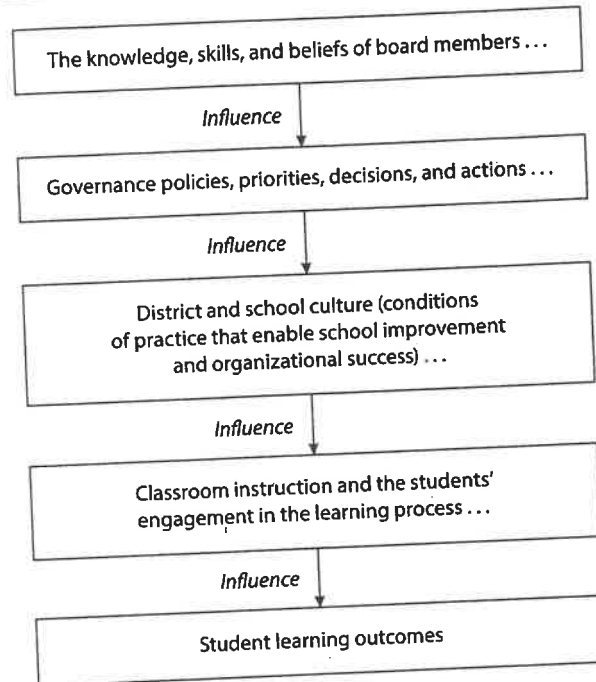 The knowledge, skills, and beliefs of board members ...
Influence
Governance policies, priorities, decisions, and actions ...
Influence
District and school culture (conditions
of practice that enable school improvement
and organizational success) ...
Influence
Classroom instruction and the students'
engagement in the learning process ...
Influence
Student learning outcomes